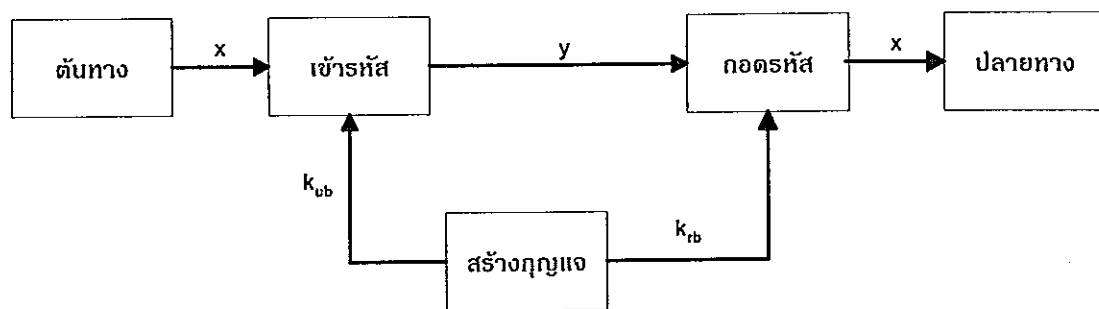 x
y
x
ต้นทาง
เข้ารหัส
ถอดรหัส
ปลายทาง
kub
krb
สร้างกุญแจ